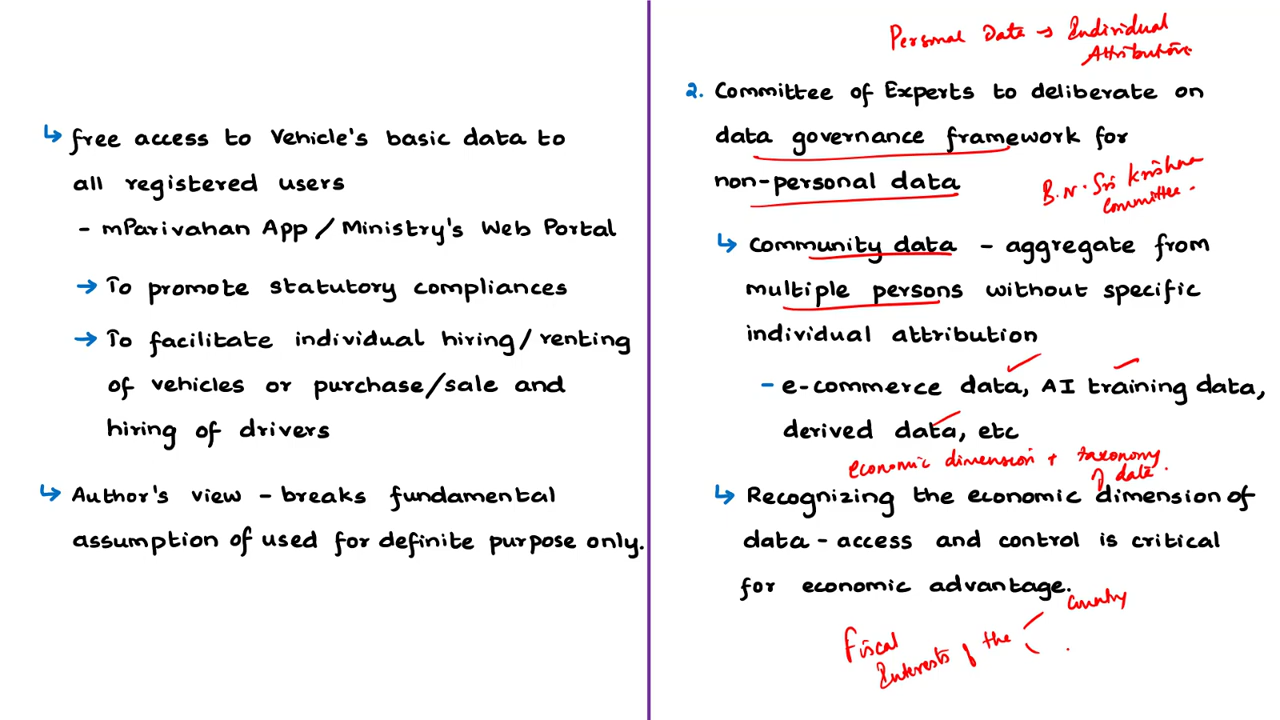 ↳ free access to Vehicle's basic data to
all registered users
- mParivahan App / Ministry's Web Portal
→ To promote statutory compliances
→ To facilitate individual hiring/renting
of vehicles or purchase/sale and
hiring of drivers
↳ Author's view - breaks fundamental
assumption of used for definite purpose only.
Personal Data → Individual
Attributions
2. Committee of Experts to deliberate on
data governance framework for
non-personal data
B.N. Sri Krishna
Committee.
↳ Community data - aggregate from
multiple persons without specific
individual attribution
- e-commerce data, AI training data,
derived data, etc
economic dimension + taxonomy
of data.
↳ Recognizing the economic dimension of
data - access and control is critical
for economic advantage.
Country
Fiscal
Interests of the